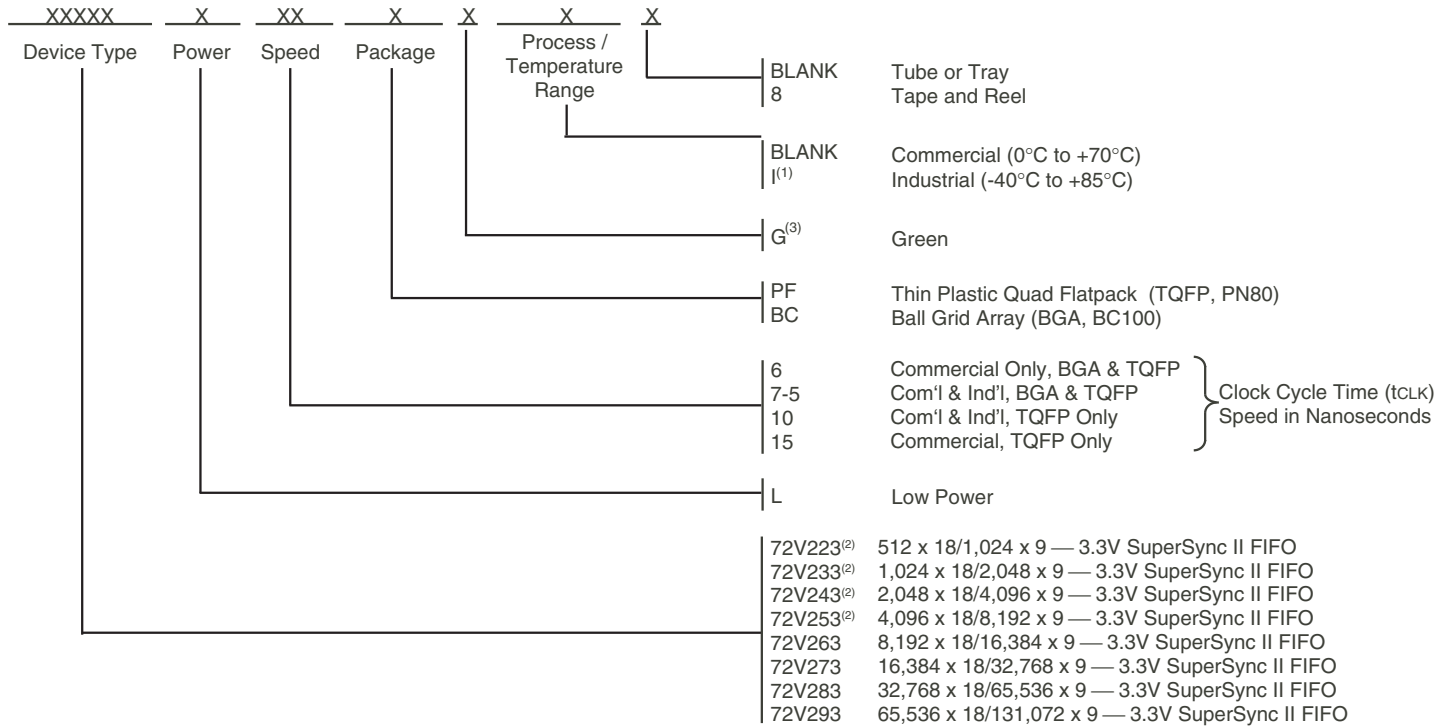 XXXXX X XX X X X X
Device Type Power Speed Package Process / Temperature Range
BLANK Tube or Tray
8 Tape and Reel
BLANK Commercial (0°C to +70°C)
I(1) Industrial (-40°C to +85°C)
G(3) Green
PF Thin Plastic Quad Flatpack (TQFP, PN80)
BC Ball Grid Array (BGA, BC100)
6 Commercial Only, BGA & TQFP
7-5 Com'l & Ind'l, BGA & TQFP
10 Com'l & Ind'l, TQFP Only
15 Commercial, TQFP Only
Clock Cycle Time (tCLK)
Speed in Nanoseconds
L Low Power
72V223(2) 512 x 18/1,024 x 9 — 3.3V SuperSync II FIFO
72V233(2) 1,024 x 18/2,048 x 9 — 3.3V SuperSync II FIFO
72V243(2) 2,048 x 18/4,096 x 9 — 3.3V SuperSync II FIFO
72V253(2) 4,096 x 18/8,192 x 9 — 3.3V SuperSync II FIFO
72V263 8,192 x 18/16,384 x 9 — 3.3V SuperSync II FIFO
72V273 16,384 x 18/32,768 x 9 — 3.3V SuperSync II FIFO
72V283 32,768 x 18/65,536 x 9 — 3.3V SuperSync II FIFO
72V293 65,536 x 18/131,072 x 9 — 3.3V SuperSync II FIFO